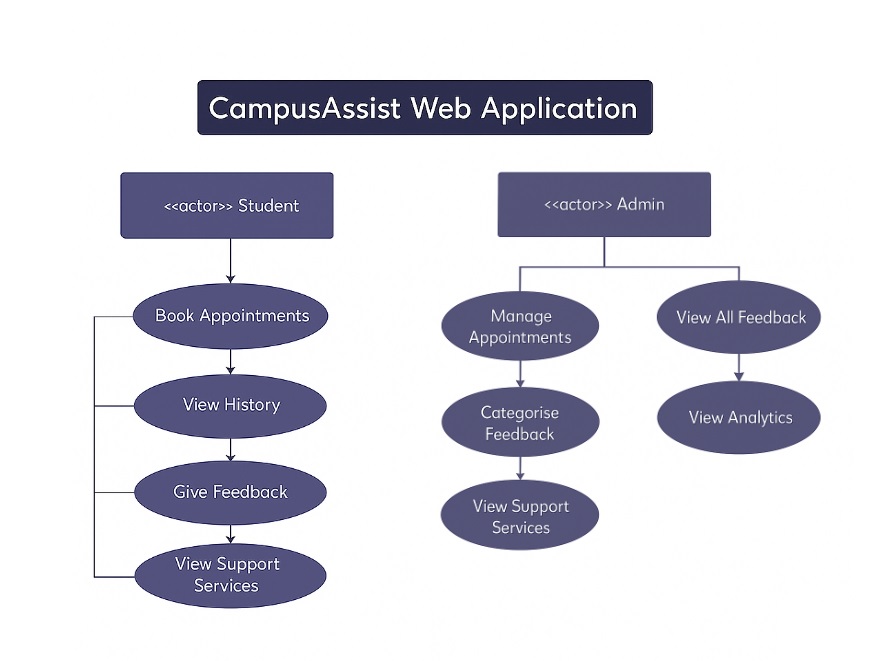 CampusAssist Web Application
<<actor>> Student
Book Appointments
View History
Give Feedback
View Support
Services
<<actor>> Admin
Manage
Appointments
Categorise
Feedback
View Support
Services
View All Feedback
View Analytics